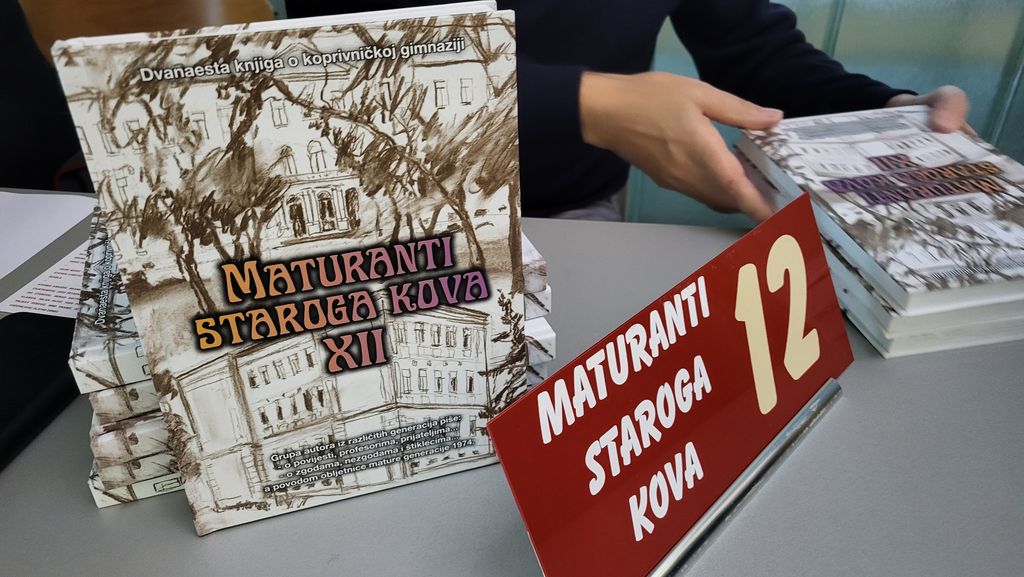 Dvanaesta knjiga o koprivničkoj gimnaziji
MATURANTI
STAROGA KOVA
XII
Grupa autora iz različitih generacija piše:
- o povijesti, profesorima, prijateljima...
- o zgodama, nezgodama i štiklecima...
a povodom obljetnice mature generacije 1974.
MATURANTI
STAROGA
KOVA
12